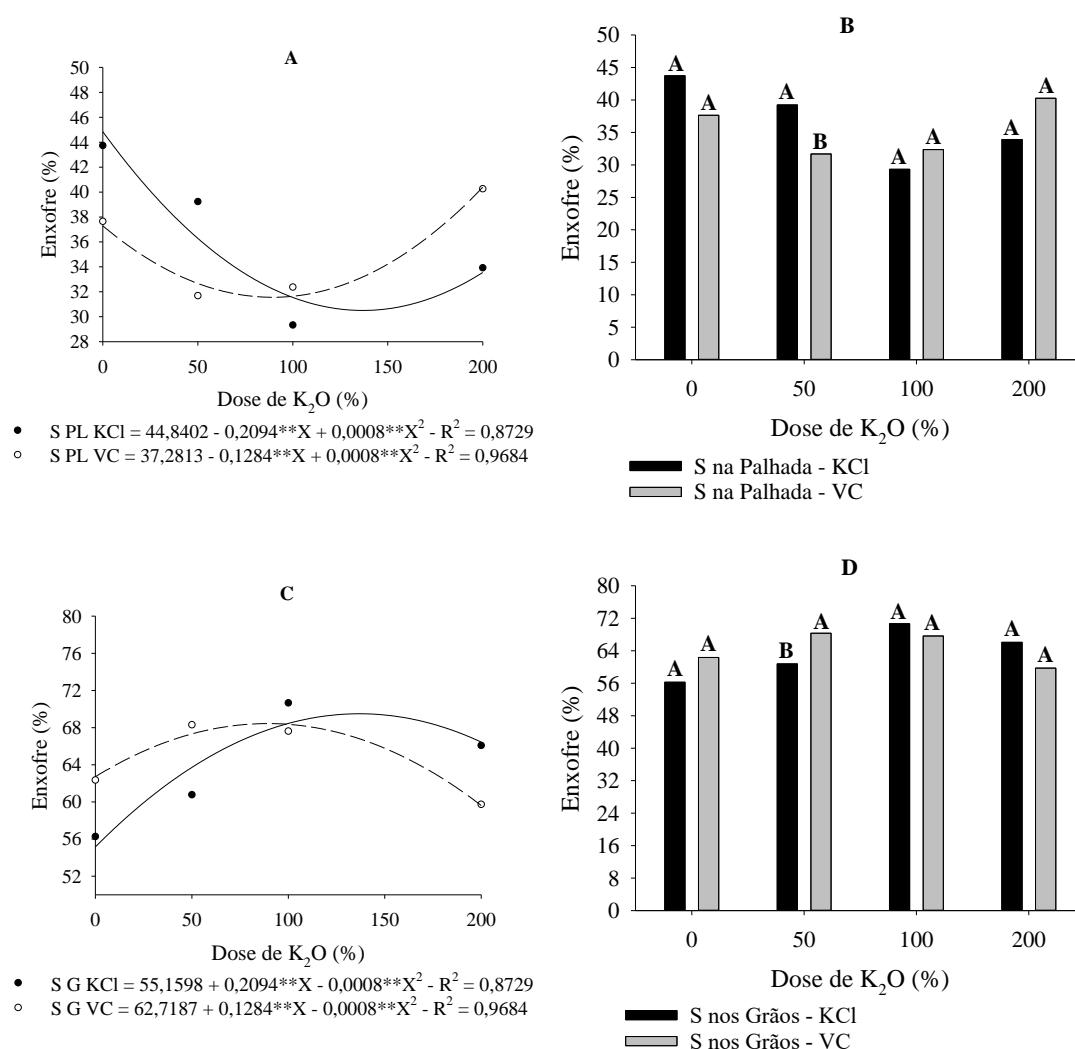 A
Enxofre (%)
50
48
44
40
38
36
34
32
30
28
0
50
100
150
200
Dose de K₂O (%)
● S PL KCl = 44,8402 - 0,2094**X + 0,0008**X² - R² = 0,8729
○ S PL VC = 37,2813 - 0,1284**X + 0,0008**X² - R² = 0,9684
B
Enxofre (%)
50
45
40
35
30
25
20
15
10
5
0
A A A B A A A A
0
50
100
200
Dose de K₂O (%)
S na Palhada - KCl
S na Palhada - VC
C
Enxofre (%)
80
76
72
68
64
60
56
52
0
50
100
150
200
Dose de K₂O (%)
● S G KCl = 55,1598 + 0,2094**X - 0,0008**X² - R² = 0,8729
○ S G VC = 62,7187 + 0,1284**X - 0,0008**X² - R² = 0,9684
D
Enxofre (%)
80
72
64
56
48
40
32
24
16
8
0
A A B A A A A A
0
50
100
200
Dose de K₂O (%)
S nos Grãos - KCl
S nos Grãos - VC